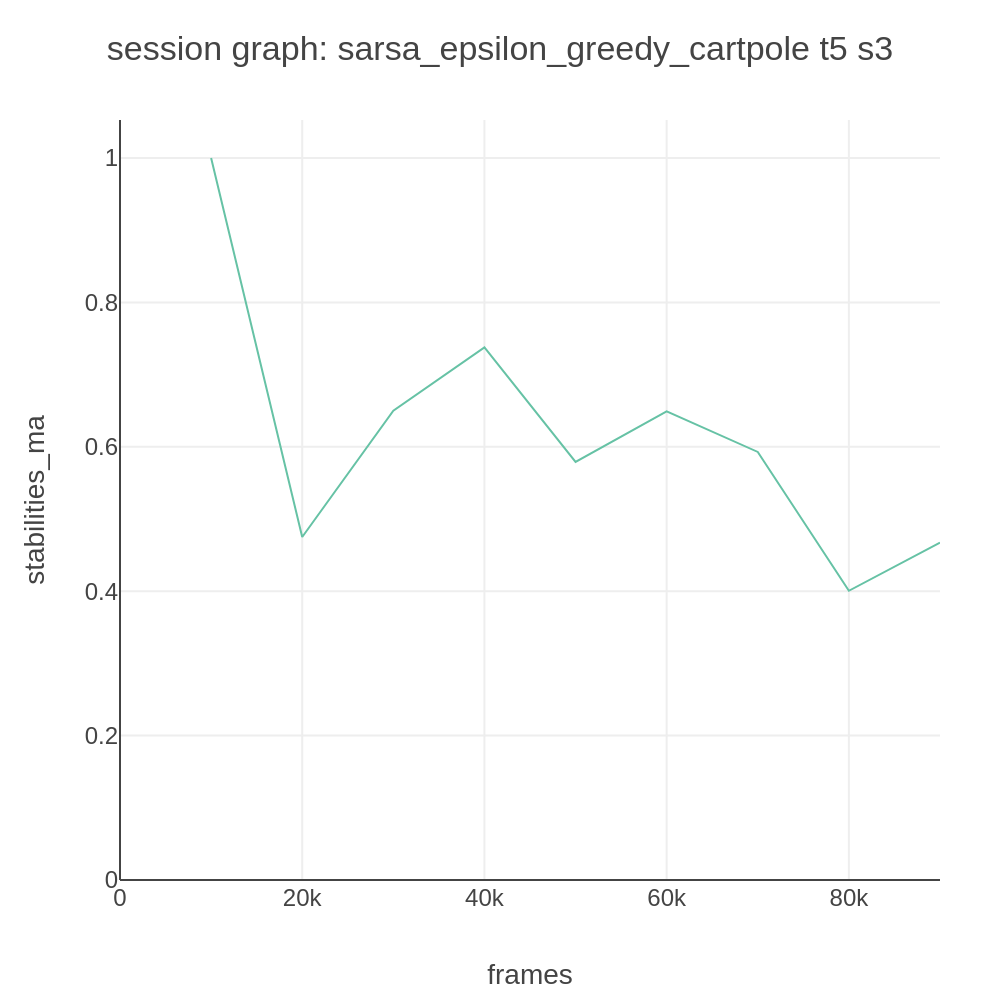 session graph: sarsa_epsilon_greedy_cartpole t5 s3
1
0.8
0.6
0.4
0.2
0
stabilities_ma
0
20k
40k
60k
80k
frames